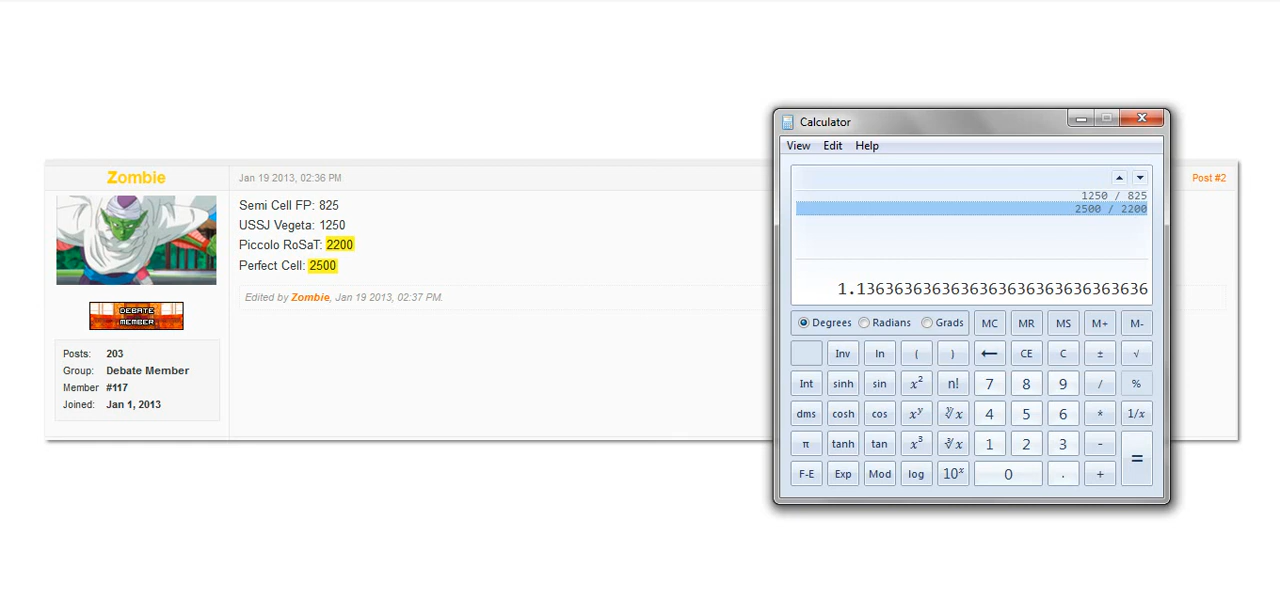 Zombie
Jan 19 2013, 02:36 PM
Post #2
Semi Cell FP: 825
USSJ Vegeta: 1250
Piccolo RoSaT: 2200
Perfect Cell: 2500
Edited by Zombie, Jan 19 2013, 02:37 PM.
DEBATE
MEMBER
Posts: 203
Group: Debate Member
Member #117
Joined: Jan 1, 2013
Calculator
View Edit Help
1250 / 825
2500 / 2200
1.1363636363636363636363636363636
Degrees Radians Grads MC MR MS M+ M-
Inv ln ( ) ← CE C ± √
Int sinh sin x² n! 7 8 9 / %
dms cosh cos xʸ ʸ√x 4 5 6 * 1/x
π tanh tan x³ ³√x 1 2 3 - =
F-E Exp Mod log 10ˣ 0 . +